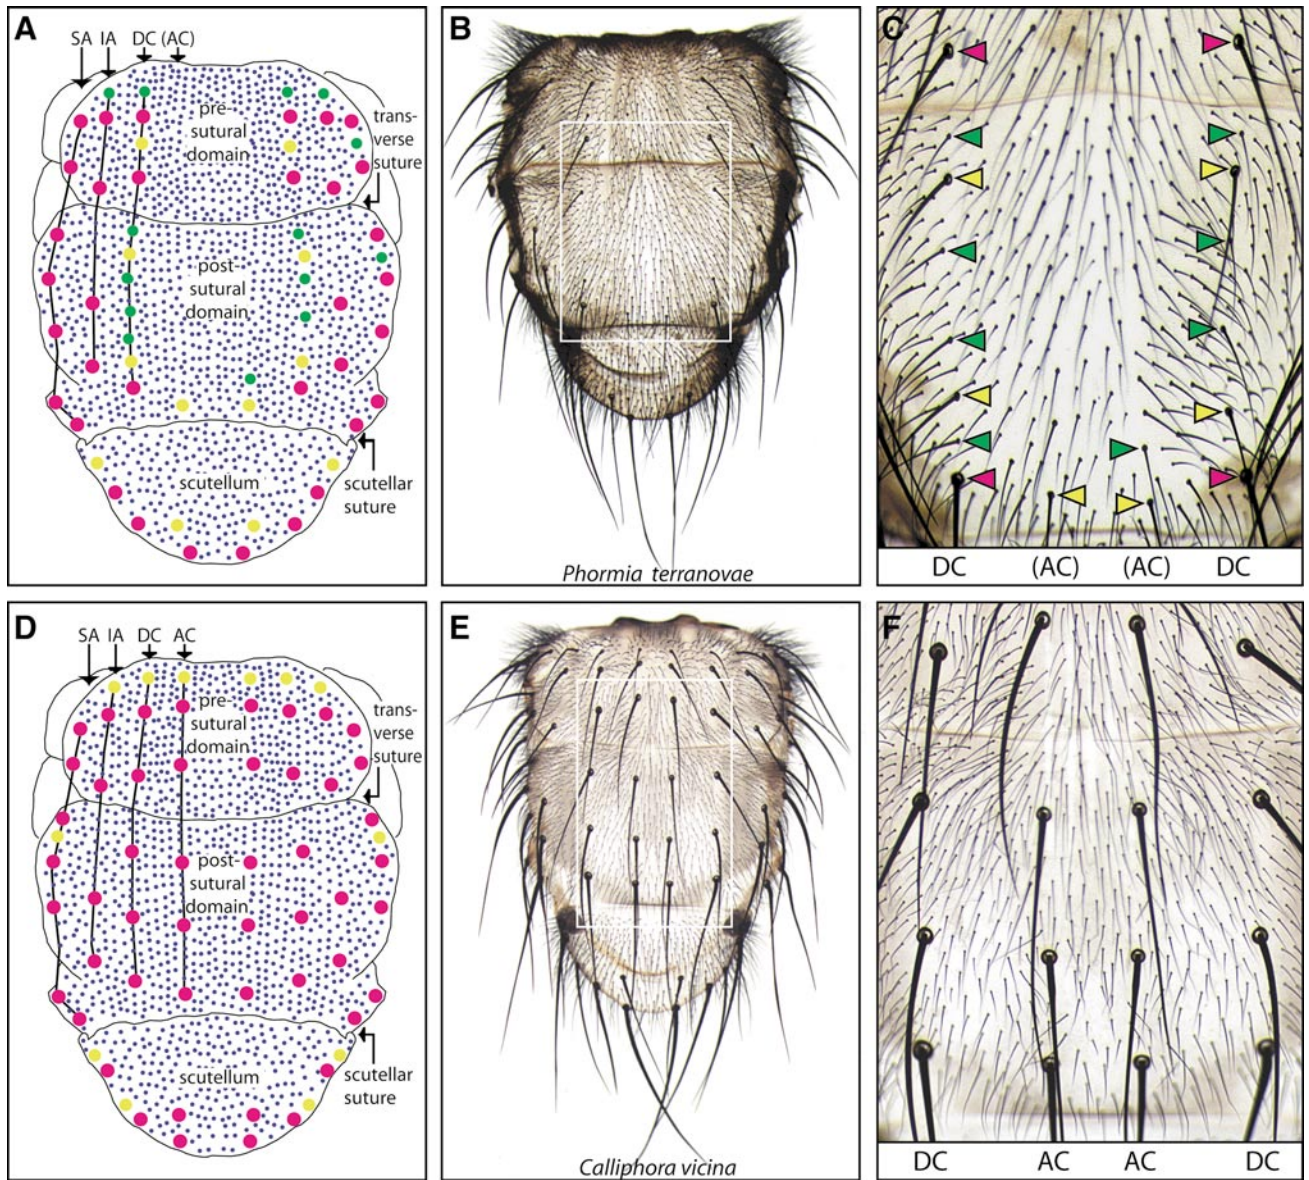 A
SA IA DC (AC)
pre-
sutural
domain
trans-
verse
suture
post-
sutural
domain
scutellum
scutellar
suture
B
Phormia terranovae
C
DC (AC) (AC) DC
D
SA IA DC AC
pre-
sutural
domain
trans-
verse
suture
post-
sutural
domain
scutellum
scutellar
suture
E
Calliphora vicina
F
DC AC AC DC